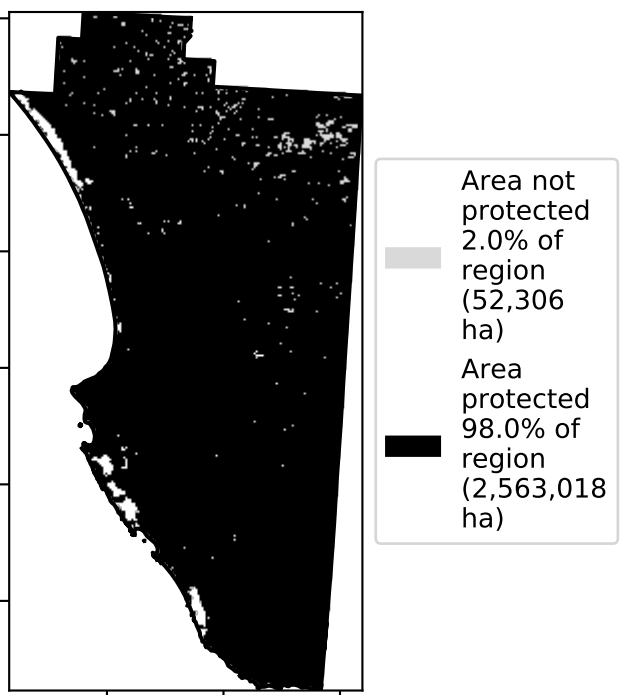 Area not
protected
2.0% of
region
(52,306
ha)
Area
protected
98.0% of
region
(2,563,018
ha)